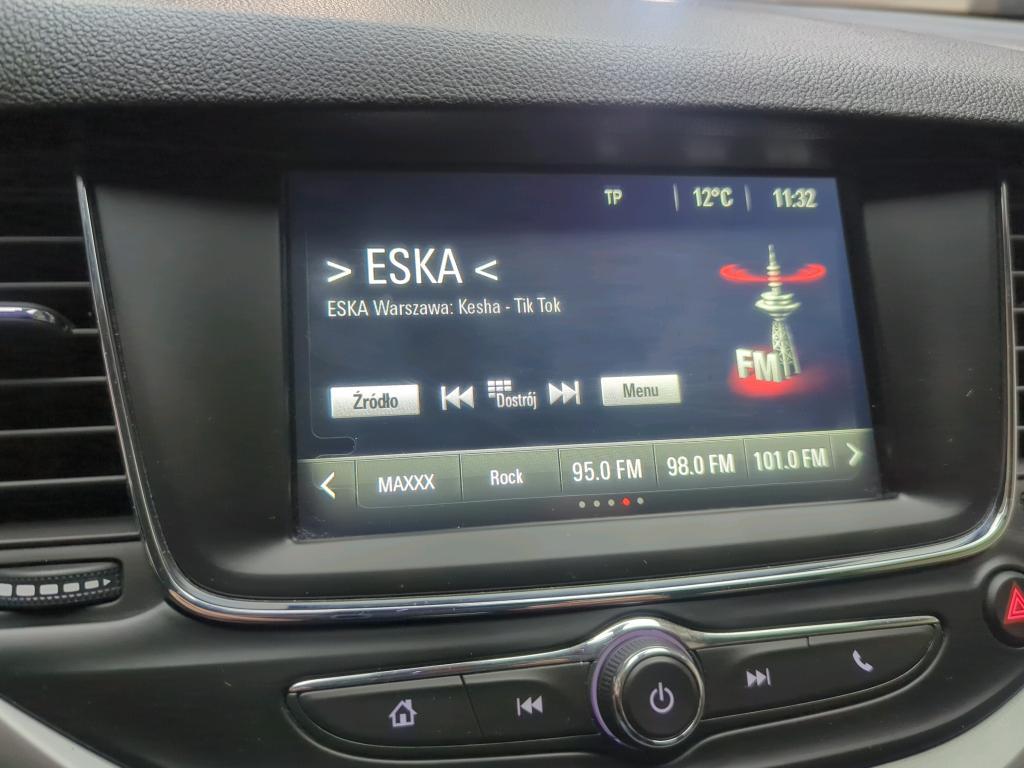 TP | 12°C | 11:32
> ESKA <
ESKA Warszawa: Kesha - Tik Tok
FM
Źródło Dostrój Menu
< MAXXX Rock 95.0 FM 98.0 FM 101.0 FM >